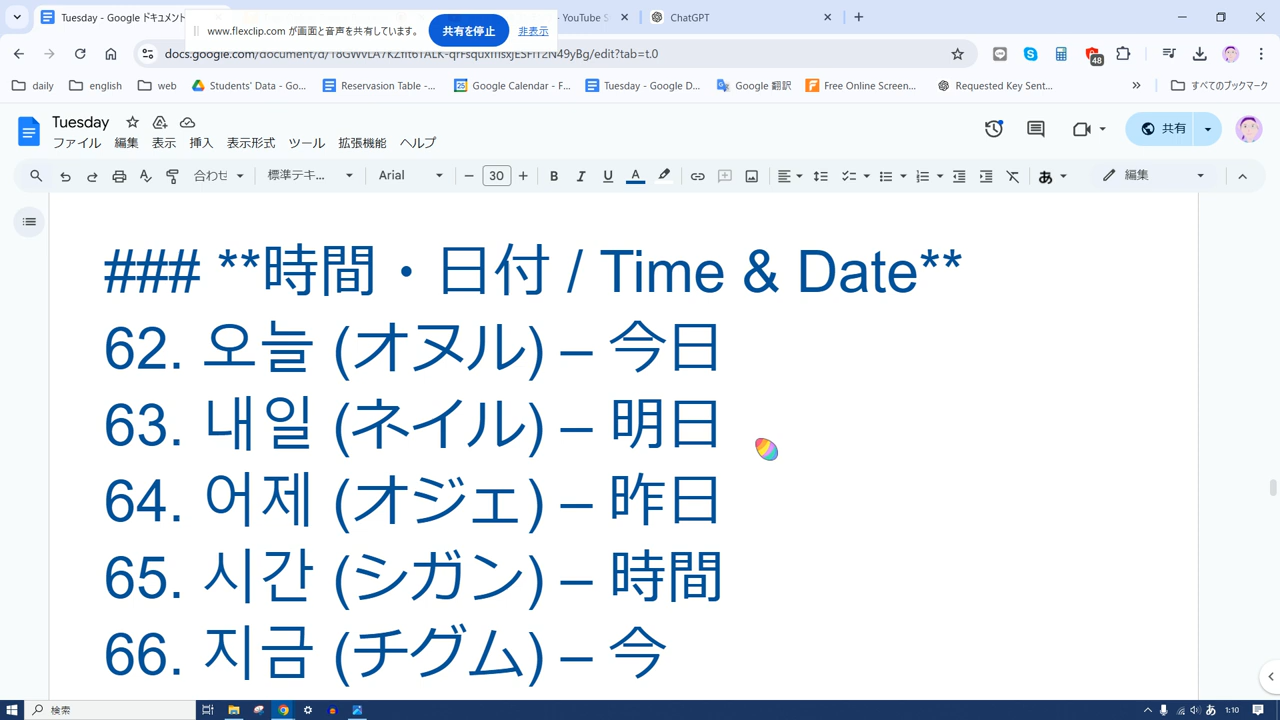 Tuesday - Google ドキュメント
www.flexclip.com が画面と音声を共有しています。
共有を停止
非表示
YouTube S
ChatGPT
48
daily
english
web
Students' Data - Go...
Reservasion Table -...
Google Calendar - F...
Tuesday - Google D...
Google 翻訳
Free Online Screen...
Requested Key Sent...
すべてのブックマーク
Tuesday
ファイル 編集 表示 挿入 表示形式 ツール 拡張機能 ヘルプ
共有
合わせ
標準テキ...
Arial
30
編集
### **時間・日付 / Time & Date**
62. 오늘 (オヌル) – 今日
63. 내일 (ネイル) – 明日
64. 어제 (オジェ) – 昨日
65. 시간 (シガン) – 時間
66. 지금 (チグム) – 今
検索
あ
1:10